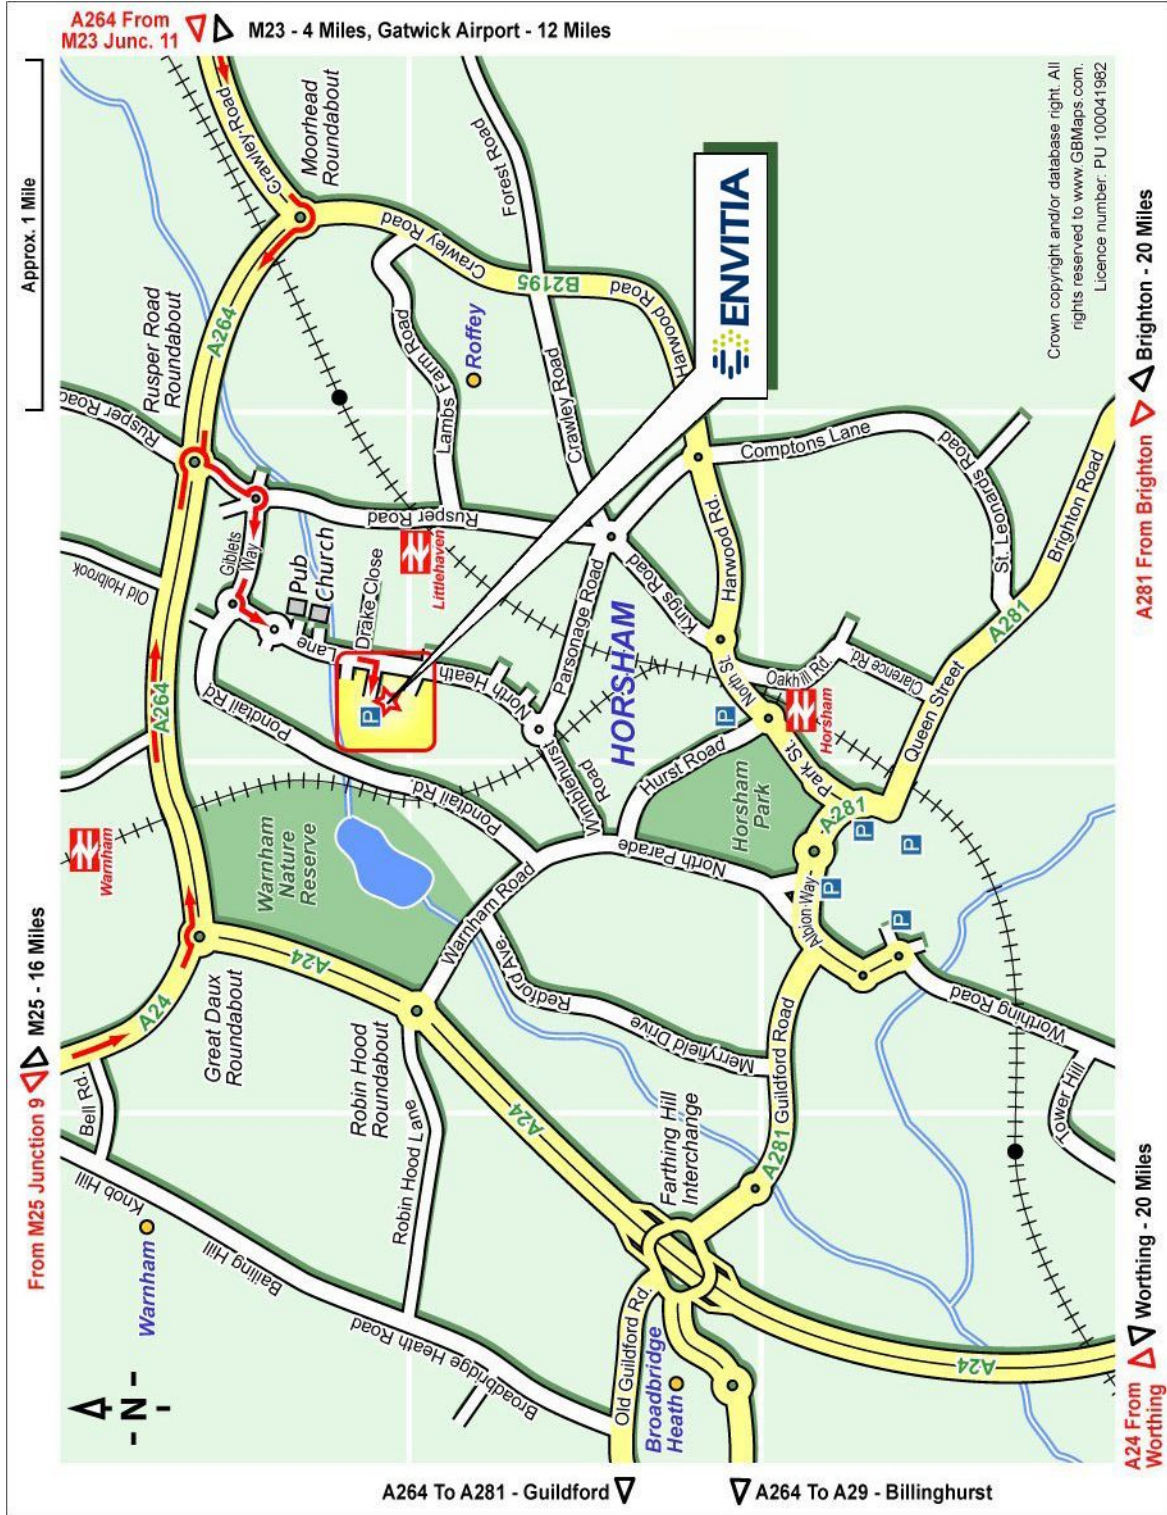 A264 From
M23 Junc. 11
M23 - 4 Miles, Gatwick Airport - 12 Miles
Approx. 1 Mile
From M25 Junction 9
M25 - 16 Miles
- N -
Warnham
Knob Hill
Bell Rd.
Bailing Hill
Broadbridge Heath Road
Robin Hood Lane
A24
Great Daux
Roundabout
A24
Robin Hood
Roundabout
A24
Warnham
Warnham
Nature
Reserve
A264
Old Holbrook
Rusper Road
Rusper Road
Roundabout
A264
Crawley Road
Moorhead
Roundabout
Giblets
Way
Pub
Church
Drake Close
Lane
North Heath
P
Pondtail Rd.
Pondtail Rd.
Littlehaven
Rusper Road
Lambs Farm Road
Roffey
Crawley Road
B2195
Forest Road
Crawley Road
Harwood Road
ENVITIA
Parsonage Road
Wimblehurst
Road
HORSHAM
Kings Road
Harwood Rd.
Comptons Lane
St. Leonards Road
Brighton Road
A281
Queen Street
Clarence Rd.
Oakhill Rd.
North St.
Horsham
P
Park St.
Hurst Road
Horsham
Park
North Parade
A281
P
P
P
P
Albion Way
Warnham Road
Redford Ave.
Merryfield Drive
Guildford Road
A281
Worthing Road
Tower Hill
Farthing Hill
Interchange
Old Guildford Rd.
Broadbridge
Heath
A24
Crown copyright and/or database right. All
rights reserved to www.GBMaps.com.
Licence number: PU 100041982
A264 To A281 - Guildford
A264 To A29 - Billinghurst
A24 From
Worthing
Worthing - 20 Miles
A281 From Brighton
Brighton - 20 Miles